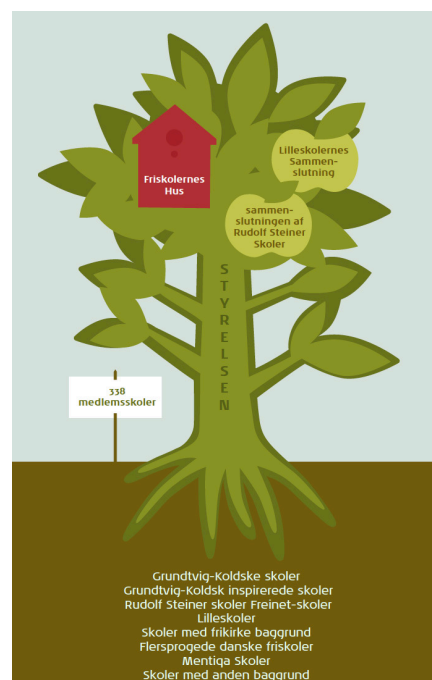 Friskolernes
Hus
Lilleskolernes
Sammen-
slutning
sammen-
slutningen af
Rudolf Steiner
Skoler
STYRELSEN
338
medlemsskoler
Grundtvig-Koldske skoler
Grundtvig-Koldsk inspirerede skoler
Rudolf Steiner skoler Freinet-skoler
Lilleskoler
Skoler med frikirke baggrund
Flersprogede danske friskoler
Mentiqa Skoler
Skoler med anden baggrund